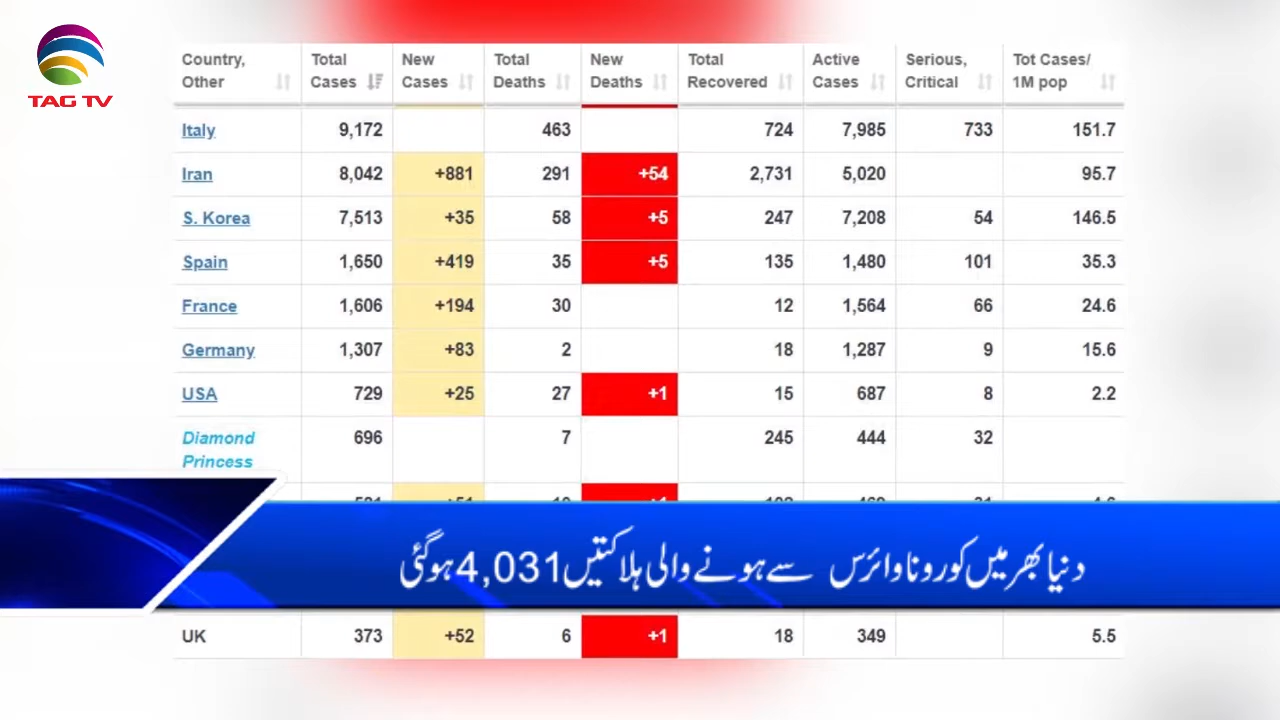 TAG TV
Country, Other Total Cases New Cases Total Deaths New Deaths Total Recovered Active Cases Serious, Critical Tot Cases/ 1M pop
Italy 9,172 463 724 7,985 733 151.7
Iran 8,042 +881 291 +54 2,731 5,020 95.7
S. Korea 7,513 +35 58 +5 247 7,208 54 146.5
Spain 1,650 +419 35 +5 135 1,480 101 35.3
France 1,606 +194 30 12 1,564 66 24.6
Germany 1,307 +83 2 18 1,287 9 15.6
USA 729 +25 27 +1 15 687 8 2.2
Diamond Princess 696 7 245 444 32
دنیا بھر میں کورونا وائرس سے ہونے والی ہلاکتیں 4,031 ہوگئی
UK 373 +52 6 +1 18 349 5.5